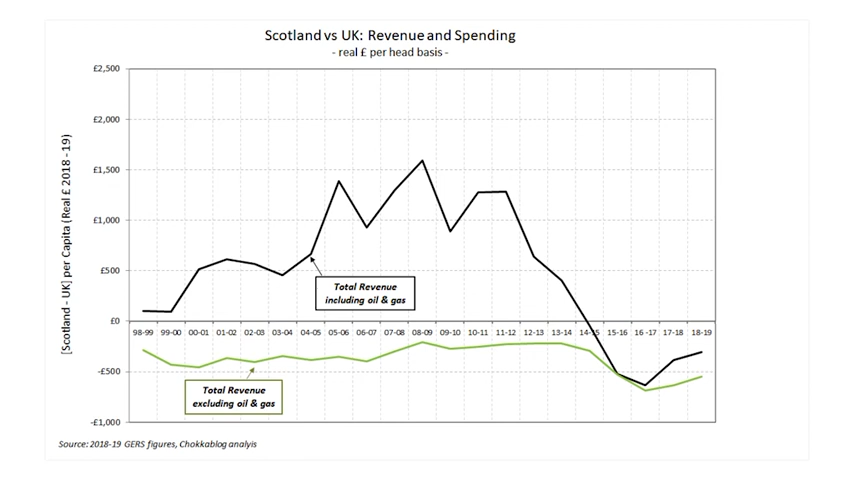 Scotland vs UK: Revenue and Spending
- real £ per head basis -
[Scotland - UK] per Capita (Real £ 2018 - 19)
£2,500
£2,000
£1,500
£1,000
£500
£0
-£500
-£1,000
98-99 99-00 00-01 01-02 02-03 03-04 04-05 05-06 06-07 07-08 08-09 09-10 10-11 11-12 12-13 13-14 14-15 15-16 16-17 17-18 18-19
Total Revenue
including oil & gas
Total Revenue
excluding oil & gas
Source: 2018-19 GERS figures, Chokkablog analyis